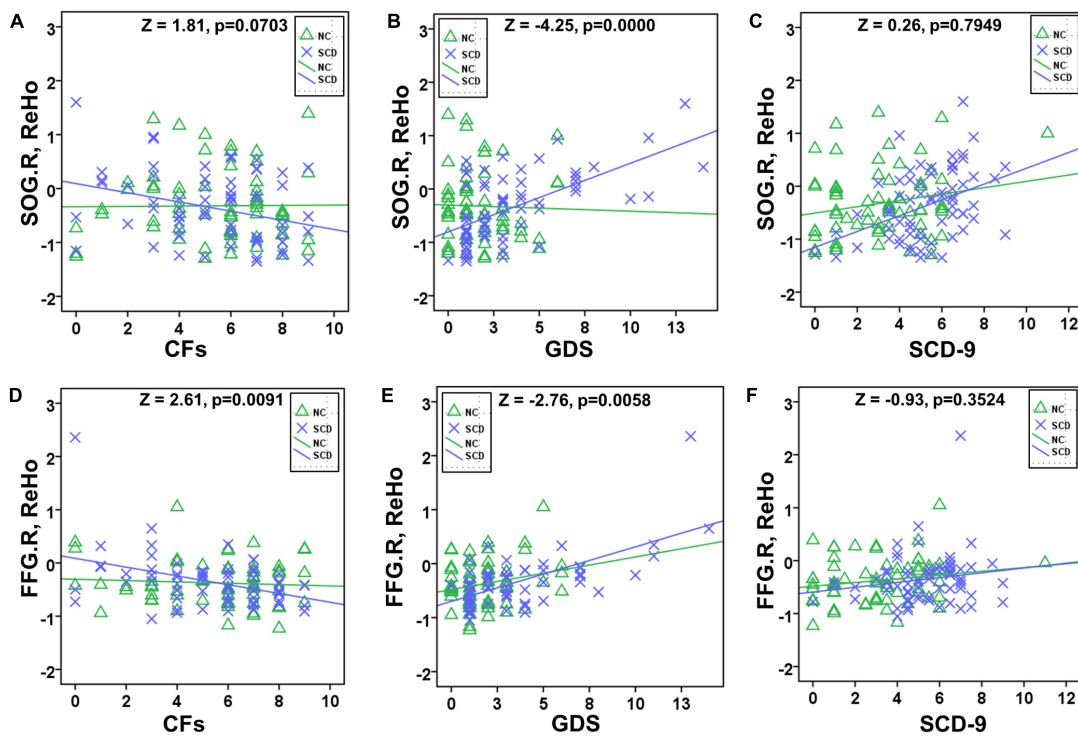 A
Z = 1.81, p=0.0703
NC
SCD
NC
SCD
3
2
1
0
-1
-2
SOG.R, ReHo
0 2 4 6 8 10
CFs
B
Z = -4.25, p=0.0000
NC
SCD
NC
SCD
3
2
1
0
-1
-2
SOG.R, ReHo
0 3 5 8 10 13
GDS
C
Z = 0.26, p=0.7949
NC
SCD
NC
SCD
3
2
1
0
-1
-2
SOG.R, ReHo
0 2 4 6 8 10 12
SCD-9
D
Z = 2.61, p=0.0091
NC
SCD
NC
SCD
3
2
1
0
-1
-2
FFG.R, ReHo
0 2 4 6 8 10
CFs
E
Z = -2.76, p=0.0058
NC
SCD
NC
SCD
3
2
1
0
-1
-2
FFG.R, ReHo
0 3 5 8 10 13
GDS
F
Z = -0.93, p=0.3524
NC
SCD
NC
SCD
3
2
1
0
-1
-2
FFG.R, ReHo
0 2 4 6 8 10 12
SCD-9